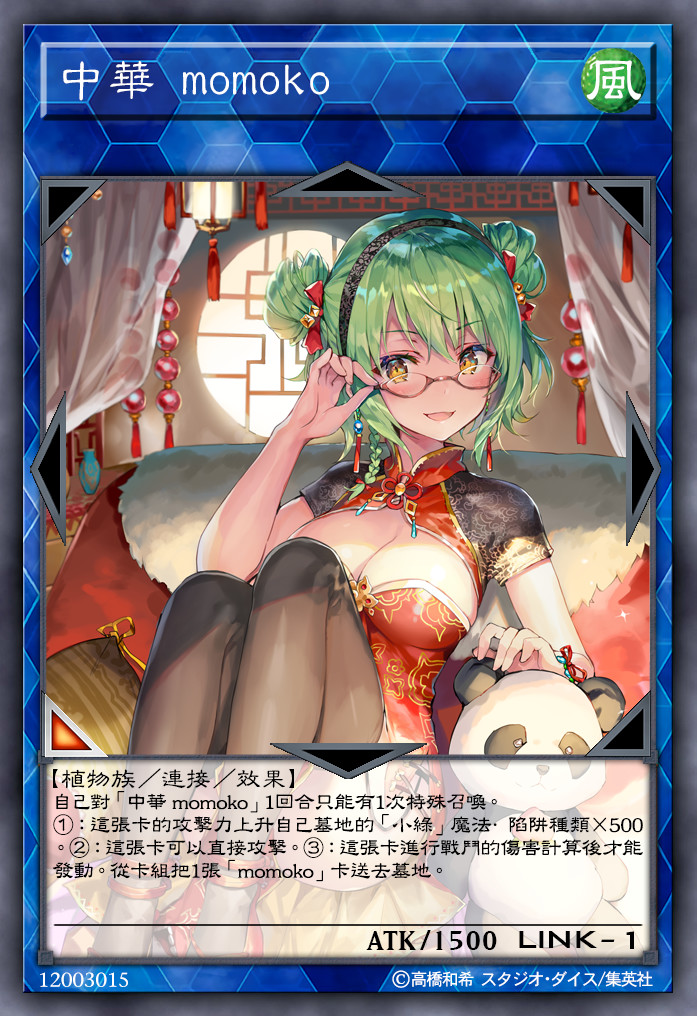 中華 momoko
風
【植物族／連接／效果】
自己對「中華 momoko」1回合只能有1次特殊召喚。
①：這張卡的攻擊力上升自己墓地的「小綠」魔法·陷阱種類×500
。②：這張卡可以直接攻擊。③：這張卡進行戰鬥的傷害計算後才能
發動。從卡組把1張「momoko」卡送去墓地。
ATK/1500 LINK-1
12003015
©高橋和希 スタジオ・ダイス/集英社